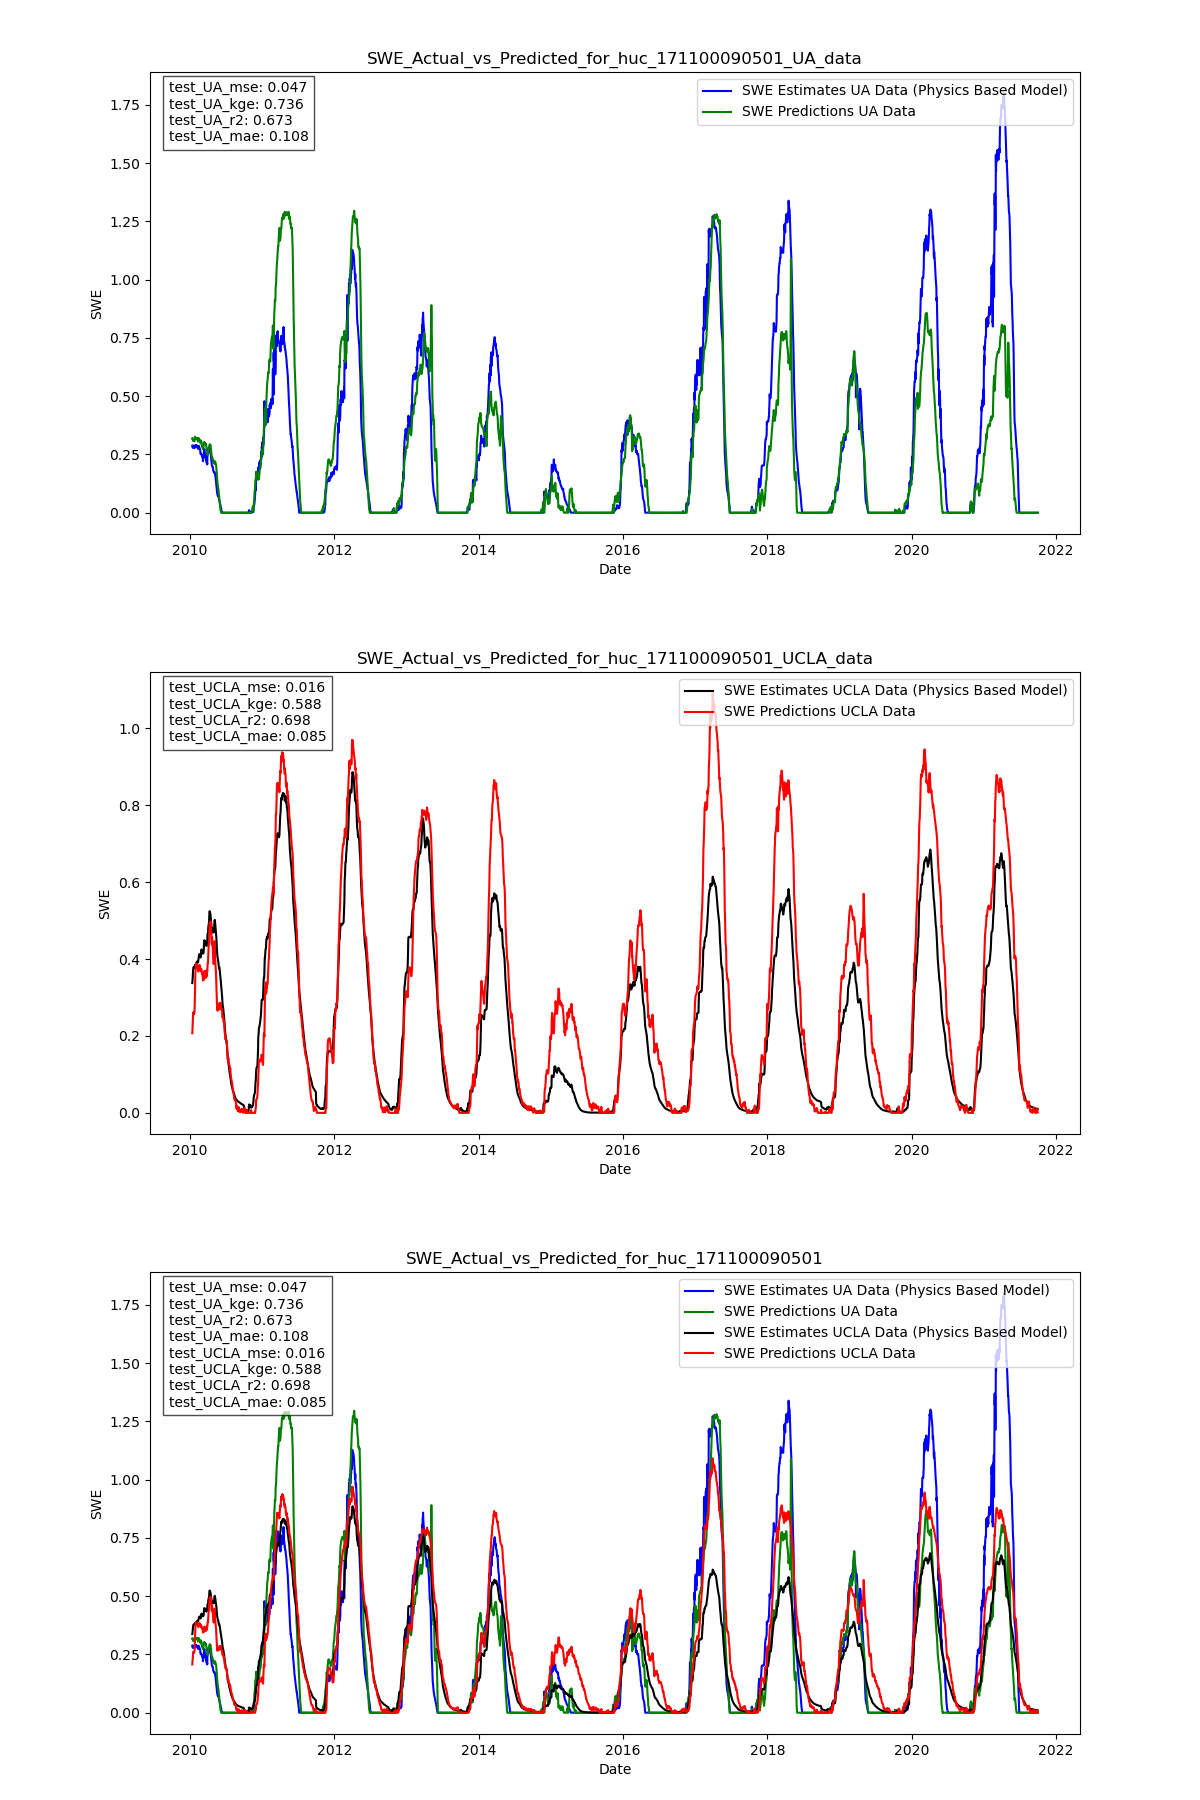 SWE_Actual_vs_Predicted_for_huc_171100090501_UA_data
test_UA_mse: 0.047
test_UA_kge: 0.736
test_UA_r2: 0.673
test_UA_mae: 0.108
SWE Estimates UA Data (Physics Based Model)
SWE Predictions UA Data
1.75
1.50
1.25
1.00
0.75
0.50
0.25
0.00
SWE
2010 2012 2014 2016 2018 2020 2022
Date
SWE_Actual_vs_Predicted_for_huc_171100090501_UCLA_data
test_UCLA_mse: 0.016
test_UCLA_kge: 0.588
test_UCLA_r2: 0.698
test_UCLA_mae: 0.085
SWE Estimates UCLA Data (Physics Based Model)
SWE Predictions UCLA Data
1.0
0.8
0.6
0.4
0.2
0.0
SWE
2010 2012 2014 2016 2018 2020 2022
Date
SWE_Actual_vs_Predicted_for_huc_171100090501
test_UA_mse: 0.047
test_UA_kge: 0.736
test_UA_r2: 0.673
test_UA_mae: 0.108
test_UCLA_mse: 0.016
test_UCLA_kge: 0.588
test_UCLA_r2: 0.698
test_UCLA_mae: 0.085
SWE Estimates UA Data (Physics Based Model)
SWE Predictions UA Data
SWE Estimates UCLA Data (Physics Based Model)
SWE Predictions UCLA Data
1.75
1.50
1.25
1.00
0.75
0.50
0.25
0.00
SWE
2010 2012 2014 2016 2018 2020 2022
Date